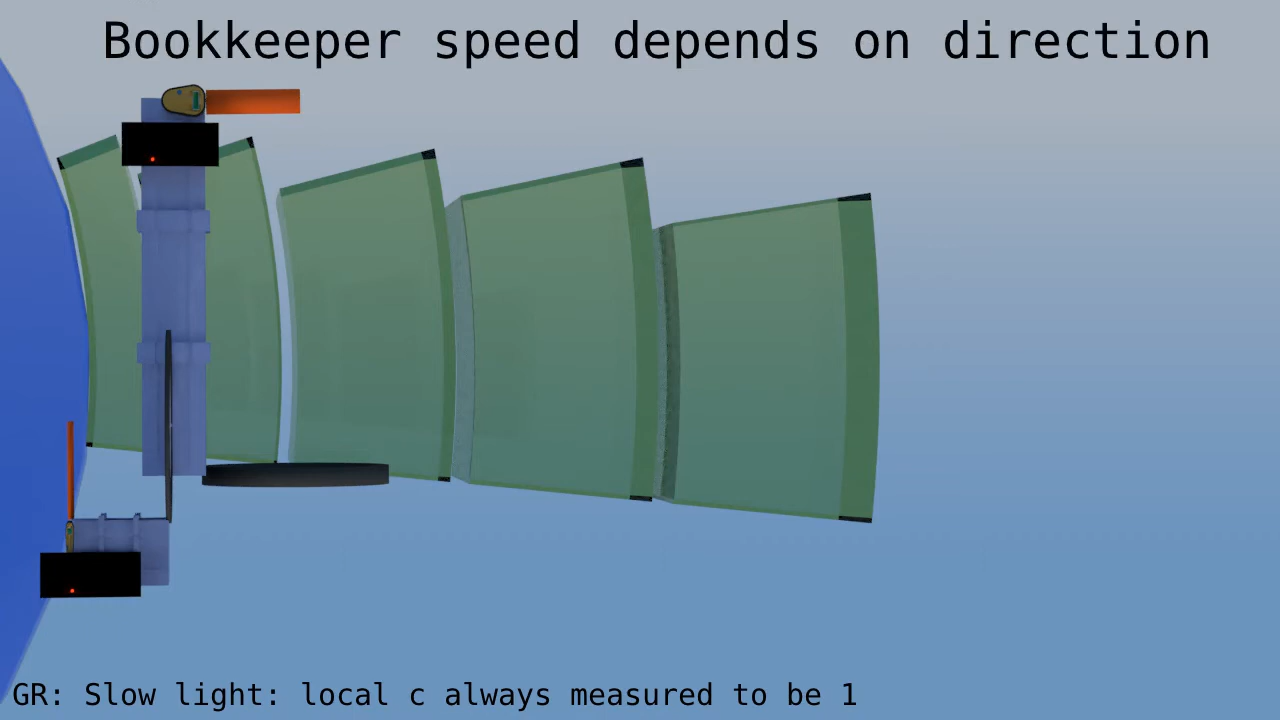 Bookkeeper speed depends on direction
GR: Slow light: local c always measured to be 1